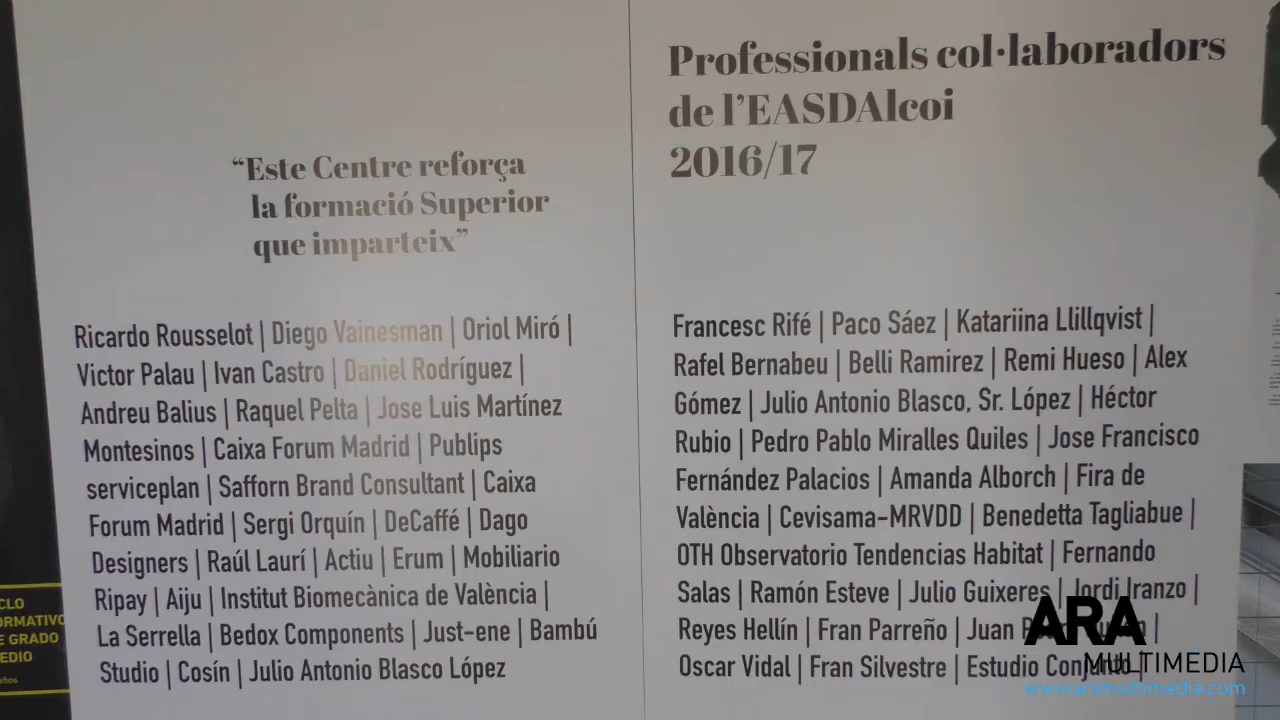 “Este Centre reforça
la formació Superior
que imparteix”
Ricardo Rousselot | Diego Vainesman | Oriol Miró |
Victor Palau | Ivan Castro | Daniel Rodríguez |
Andreu Balius | Raquel Pelta | Jose Luis Martínez
Montesinos | Caixa Forum Madrid | Publips
serviceplan | Safforn Brand Consultant | Caixa
Forum Madrid | Sergi Orquín | DeCaffé | Dago
Designers | Raúl Laurí | Actiu | Erum | Mobiliario
Ripay | Aiju | Institut Biomecànica de València |
La Serrella | Bedox Components | Just-ene | Bambú
Studio | Cosín | Julio Antonio Blasco López
Professionals col·laboradors
de l’EASDAlcoi
2016/17
Francesc Rifé | Paco Sáez | Katariina Llillqvist |
Rafel Bernabeu | Belli Ramirez | Remi Hueso | Alex
Gómez | Julio Antonio Blasco, Sr. López | Héctor
Rubio | Pedro Pablo Miralles Quiles | Jose Francisco
Fernández Palacios | Amanda Alborch | Fira de
València | Cevisama-MRVDD | Benedetta Tagliabue |
OTH Observatorio Tendencias Habitat | Fernando
Salas | Ramón Esteve | Julio Guixeres | Jordi Iranzo |
Reyes Hellín | Fran Parreño | Juan |
Oscar Vidal | Fran Silvestre | Estudio
CLO
ORMATIVO
E GRADO
EDIO
años
ARA
MULTIMEDIA
www.aramultimedia.com